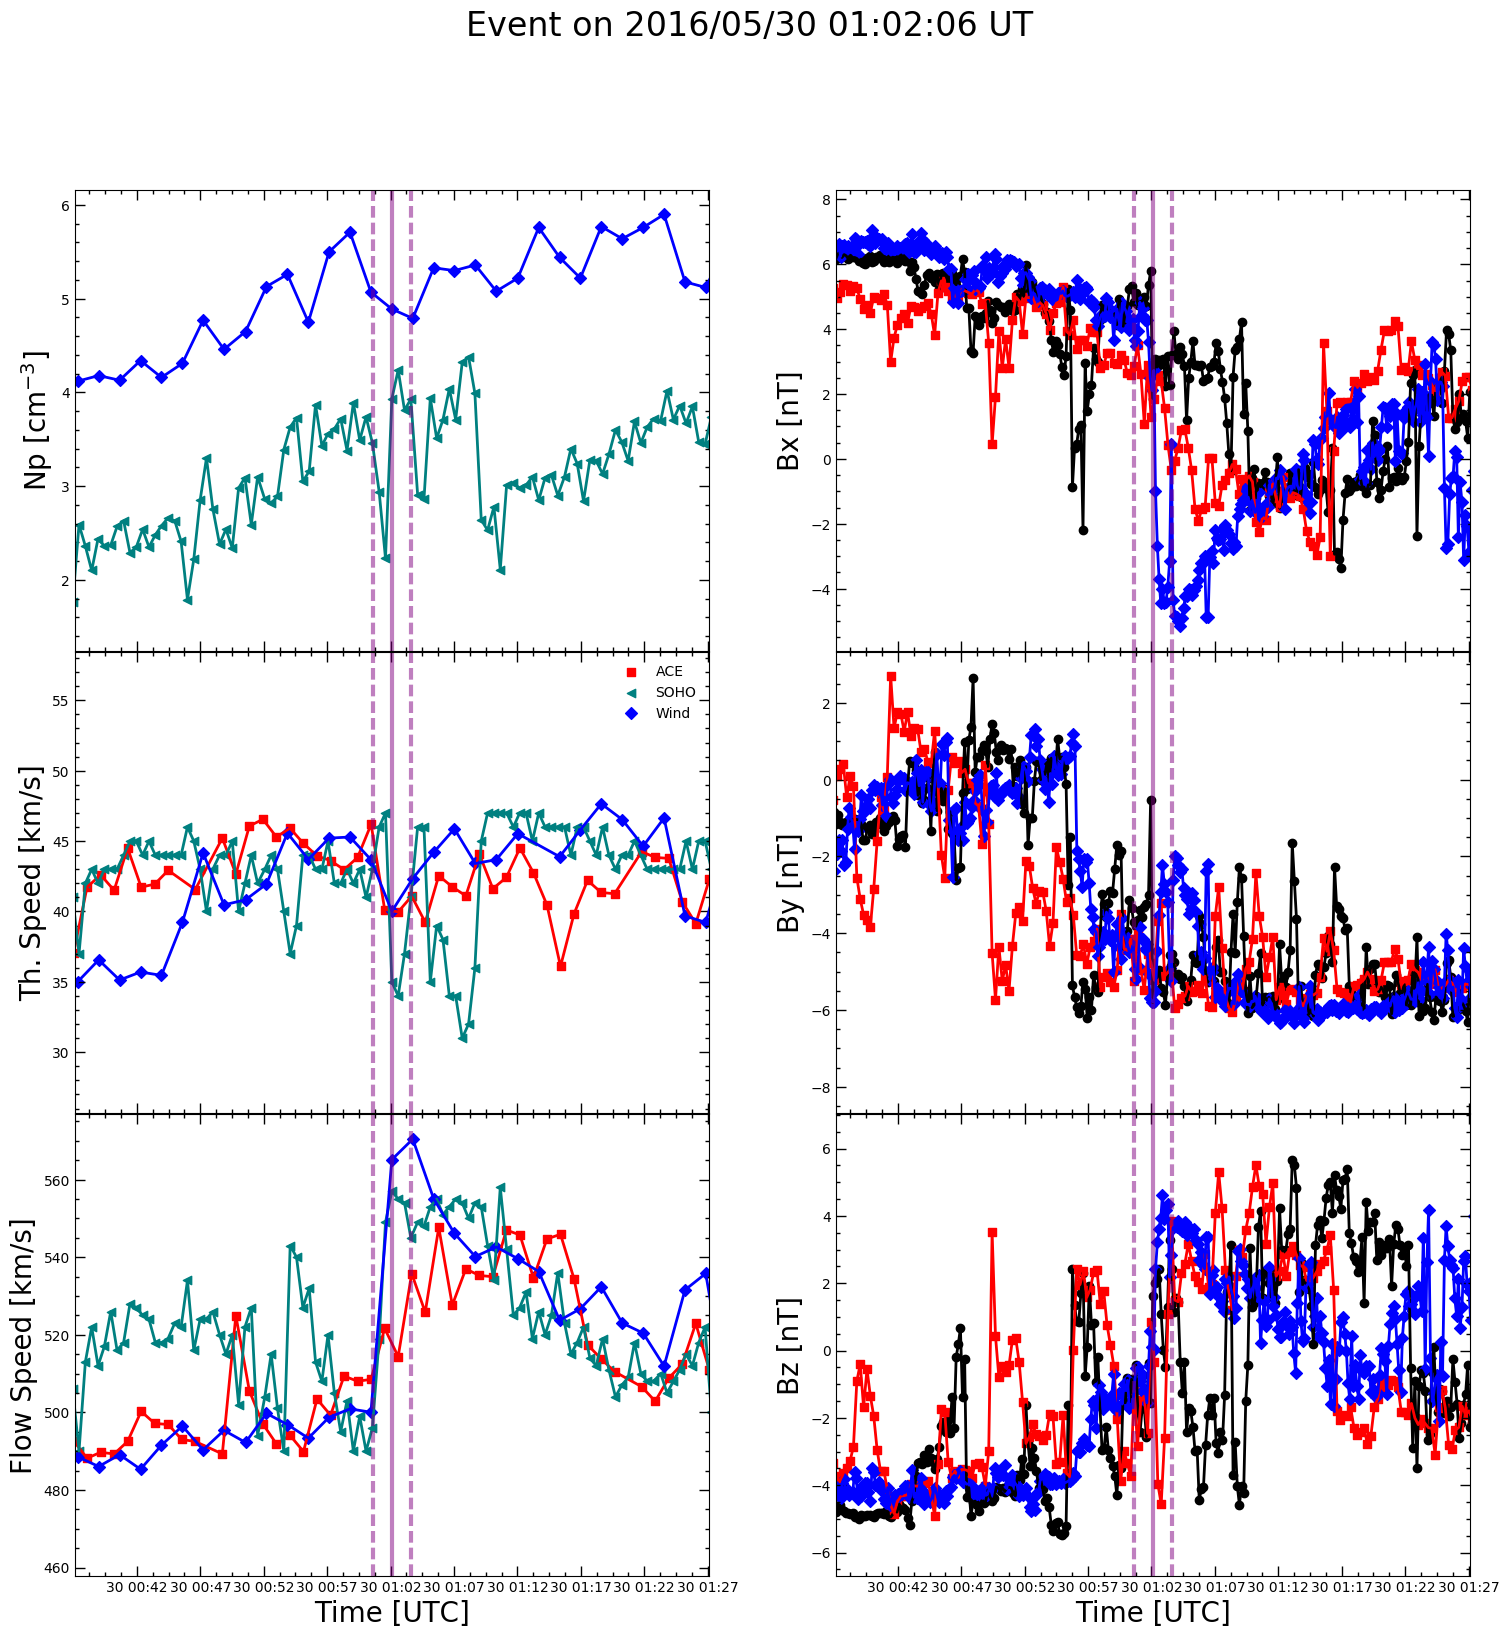 Event on 2016/05/30 01:02:06 UT
Np [cm⁻³]
6
5
4
3
2
Th. Speed [km/s]
55
50
45
40
35
30
ACE
SOHO
Wind
Flow Speed [km/s]
560
540
520
500
480
460
30 00:42 30 00:47 30 00:52 30 00:57 30 01:02 30 01:07 30 01:12 30 01:17 30 01:22 30 01:27
Time [UTC]
Bx [nT]
8
6
4
2
0
−2
−4
By [nT]
2
0
−2
−4
−6
−8
Bz [nT]
6
4
2
0
−2
−4
−6
30 00:42 30 00:47 30 00:52 30 00:57 30 01:02 30 01:07 30 01:12 30 01:17 30 01:22 30 01:27
Time [UTC]